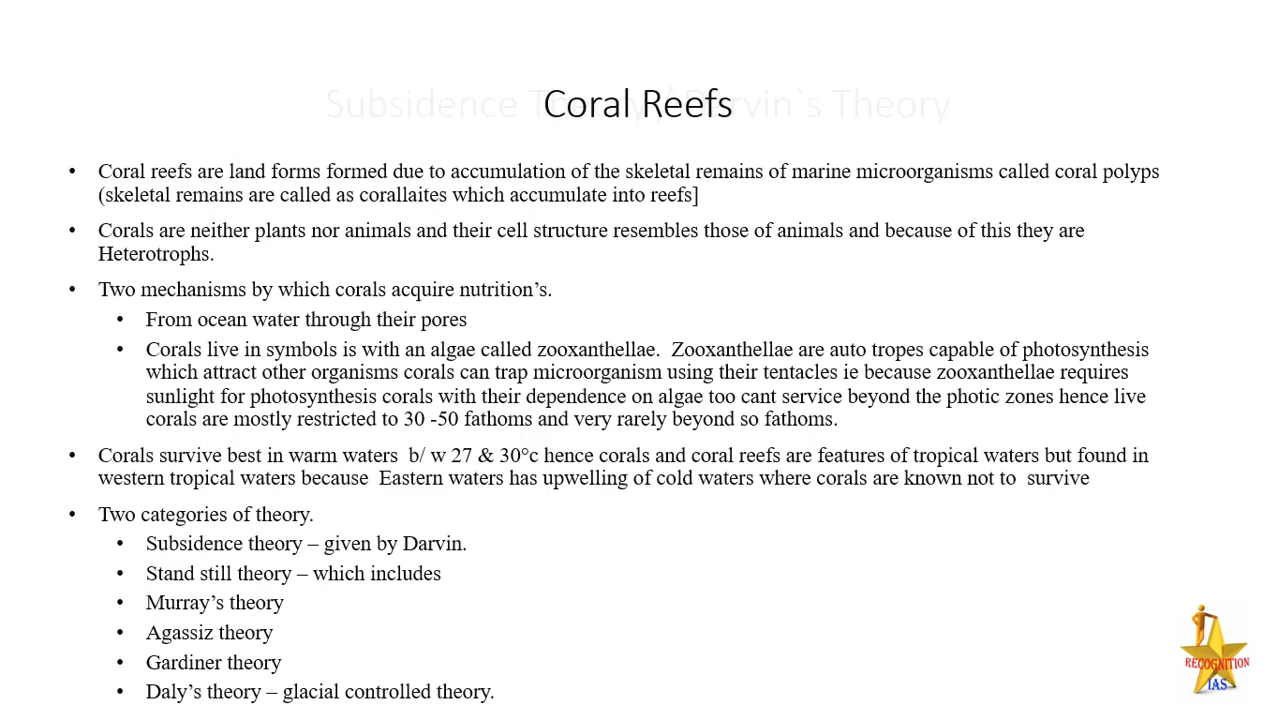 Subsidence Theory / Darvin`s Theory
Coral Reefs
• Coral reefs are land forms formed due to accumulation of the skeletal remains of marine microorganisms called coral polyps
(skeletal remains are called as corallaites which accumulate into reefs]
• Corals are neither plants nor animals and their cell structure resembles those of animals and because of this they are
Heterotrophs.
• Two mechanisms by which corals acquire nutrition’s.
• From ocean water through their pores
• Corals live in symbols is with an algae called zooxanthellae.  Zooxanthellae are auto tropes capable of photosynthesis
which attract other organisms corals can trap microorganism using their tentacles ie because zooxanthellae requires
sunlight for photosynthesis corals with their dependence on algae too cant service beyond the photic zones hence live
corals are mostly restricted to 30 -50 fathoms and very rarely beyond so fathoms.
• Corals survive best in warm waters  b/ w 27 & 30°c hence corals and coral reefs are features of tropical waters but found in
western tropical waters because  Eastern waters has upwelling of cold waters where corals are known not to  survive
• Two categories of theory.
• Subsidence theory – given by Darvin.
• Stand still theory – which includes
• Murray’s theory
• Agassiz theory
• Gardiner theory
• Daly’s theory – glacial controlled theory.
RECOGNITION
IAS